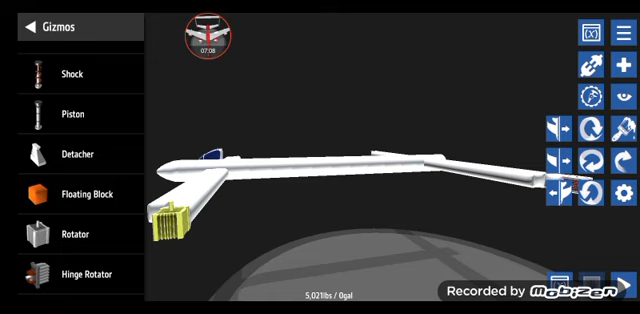 Gizmos
07:08
(x)
Shock
Piston
Detacher
Floating Block
Rotator
Hinge Rotator
5,021lbs / 0gal
Recorded by MOBIZEN